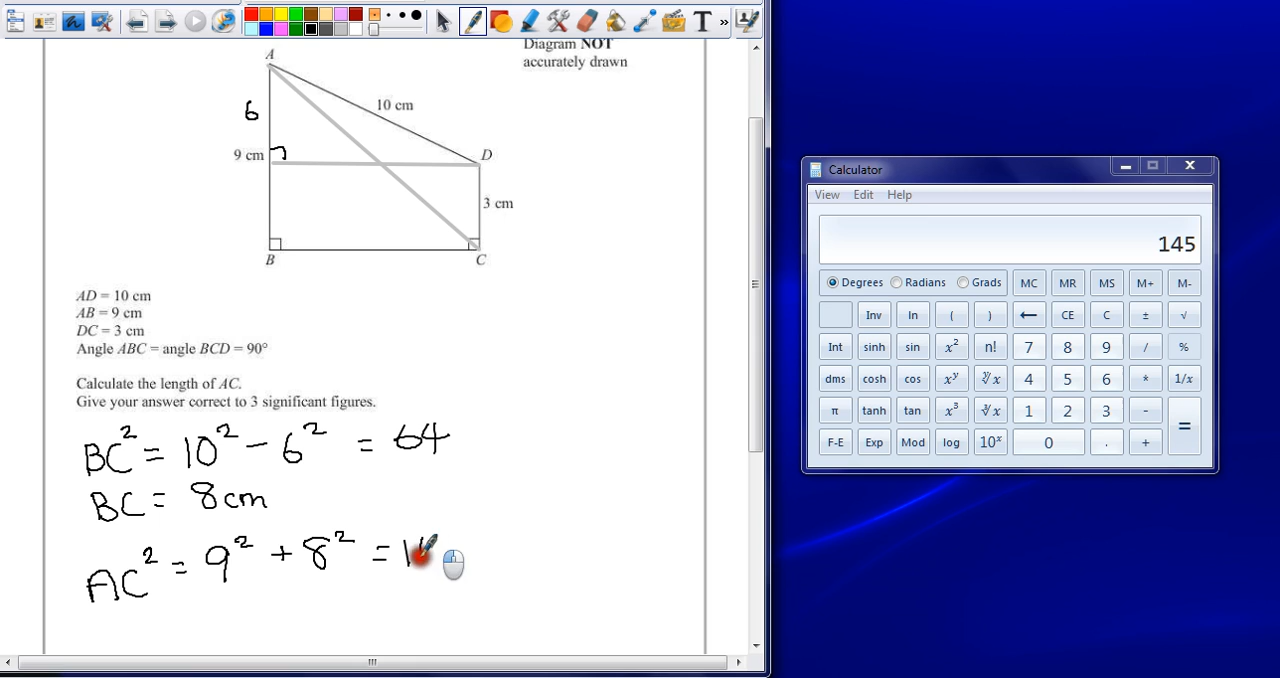 T
»
Diagram NOT
accurately drawn
A
6
10 cm
9 cm
D
3 cm
B
C
AD = 10 cm
AB = 9 cm
DC = 3 cm
Angle ABC = angle BCD = 90°
Calculate the length of AC.
Give your answer correct to 3 significant figures.
BC² = 10² - 6² = 64
BC = 8cm
AC² = 9² + 8² =
Calculator
View Edit Help
145
Degrees Radians Grads MC MR MS M+ M-
Inv ln ( ) ← CE C ± √
Int sinh sin x² n! 7 8 9 / %
dms cosh cos xʸ ʸ√x 4 5 6 * 1/x
π tanh tan x³ ³√x 1 2 3 - =
F-E Exp Mod log 10ˣ 0 . +